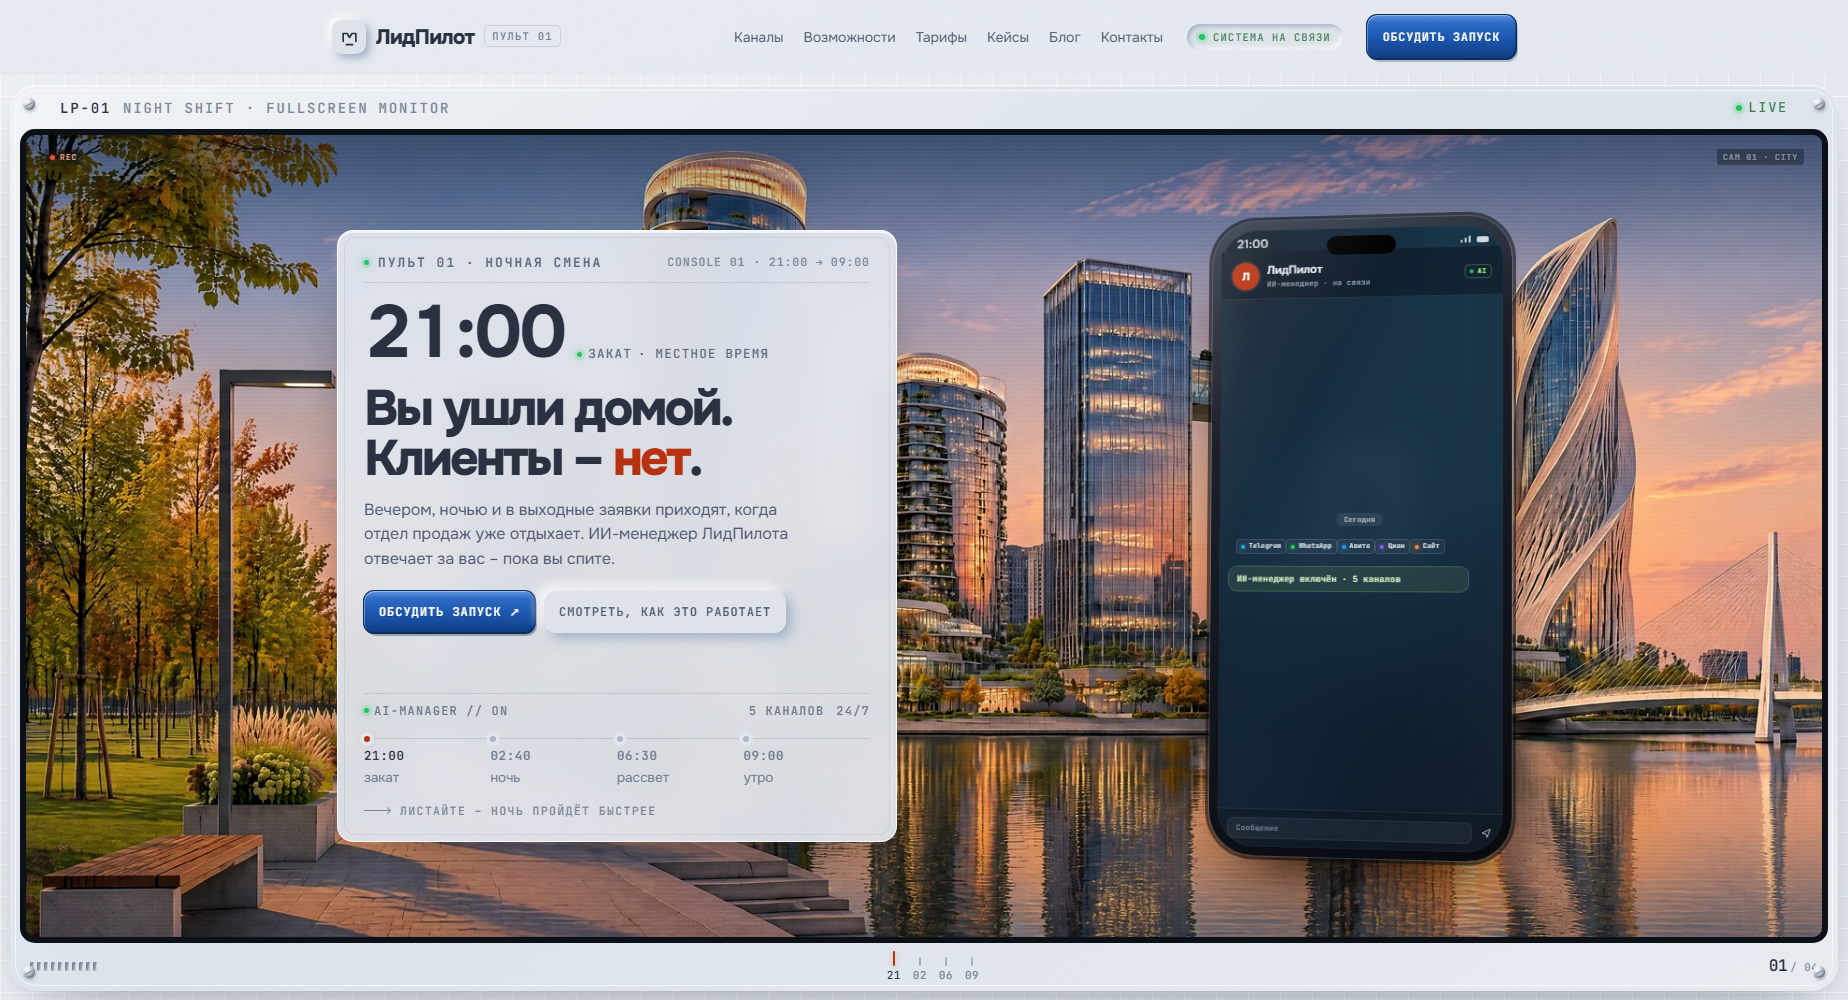 ЛидПилот ПУЛЬТ 01 Каналы Возможности Тарифы Кейсы Блог Контакты СИСТЕМА НА СВЯЗИ ОБСУДИТЬ ЗАПУСК
LP-01 NIGHT SHIFT · FULLSCREEN MONITOR LIVE
REC CAM 01 · CITY
ПУЛЬТ 01 · НОЧНАЯ СМЕНА CONSOLE 01 · 21:00 → 09:00
21:00 ЗАКАТ · МЕСТНОЕ ВРЕМЯ
Вы ушли домой.
Клиенты – нет.
Вечером, ночью и в выходные заявки приходят, когда
отдел продаж уже отдыхает. ИИ-менеджер ЛидПилота
отвечает за вас – пока вы спите.
ОБСУДИТЬ ЗАПУСК ↗ СМОТРЕТЬ, КАК ЭТО РАБОТАЕТ
AI-MANAGER // ON 5 КАНАЛОВ 24/7
21:00 02:40 06:30 09:00
закат ночь рассвет утро
ЛИСТАЙТЕ – НОЧЬ ПРОЙДЁТ БЫСТРЕЕ
21:00
Л ЛидПилот AI
ИИ-менеджер · на связи
Сегодня
Telegram WhatsApp Авито Циан Сайт
ИИ-менеджер включён · 5 каналов
Сообщение
21 02 06 09
01 /